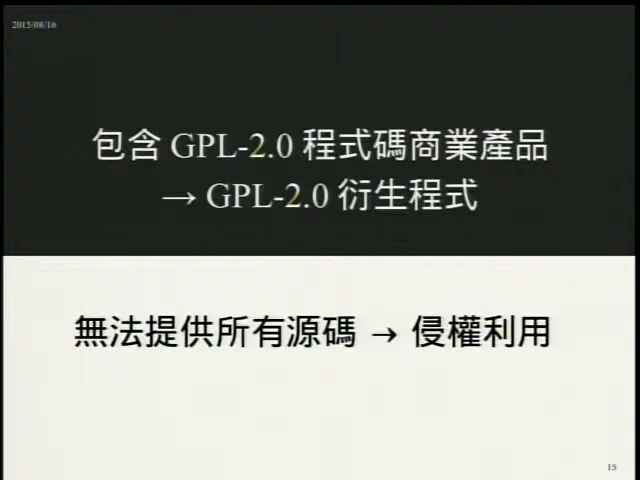 2015/08/16
包含 GPL-2.0 程式碼商業產品
→ GPL-2.0 衍生程式
無法提供所有源碼 → 侵權利用
15